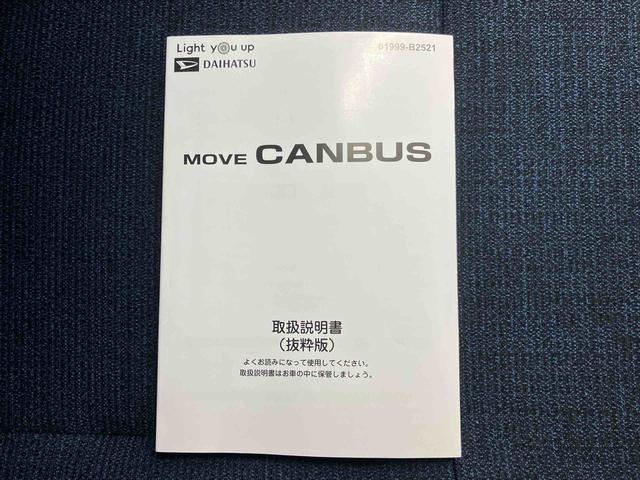 Light you up
01999-B2521
DAIHATSU
MOVE CANBUS
取扱説明書
（抜粋版）
よくお読みになって使用してください。
取扱説明書はお車の中に保管しましょう。